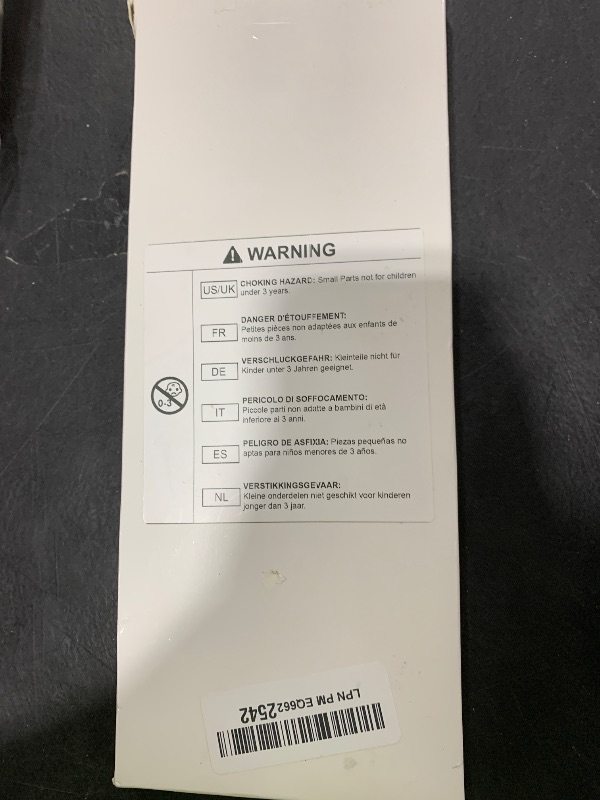 WARNING
US/UK
CHOKING HAZARD: Small Parts not for children
under 3 years.
FR
DANGER D'ÉTOUFFEMENT:
Petites pièces non adaptées aux enfants de
moins de 3 ans.
DE
VERSCHLUCKGEFAHR: Kleinteile nicht für
Kinder unter 3 Jahren geeignet.
0-3
IT
PERICOLO DI SOFFOCAMENTO:
Piccole parti non adatte a bambini di età
inferiore ai 3 anni.
ES
PELIGRO DE ASFIXIA: Piezas pequeñas no
aptas para niños menores de 3 años.
NL
VERSTIKKINGSGEVAAR:
Kleine onderdelen niet geschikt voor kinderen
jonger dan 3 jaar.
LPN PM EQ6622542